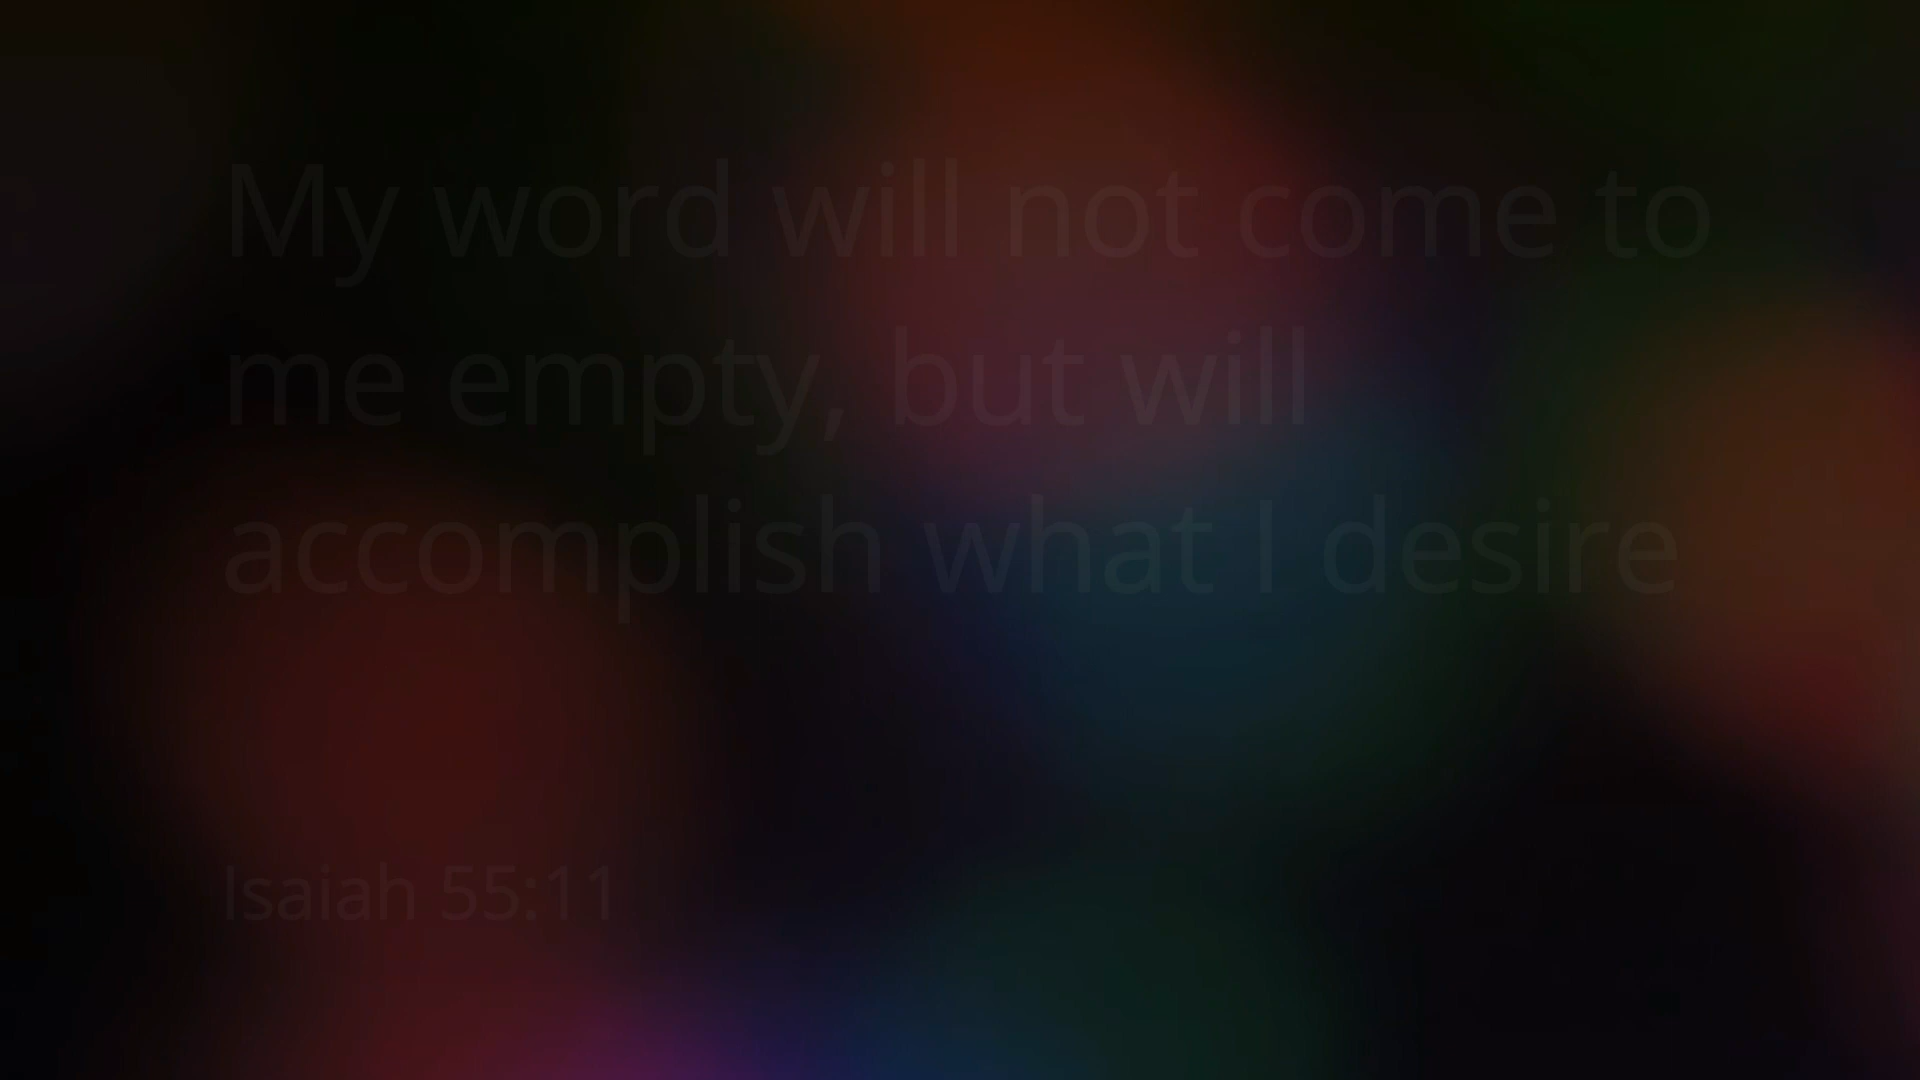 My word will not come to
me empty, but will
accomplish what I desire
Isaiah 55:11